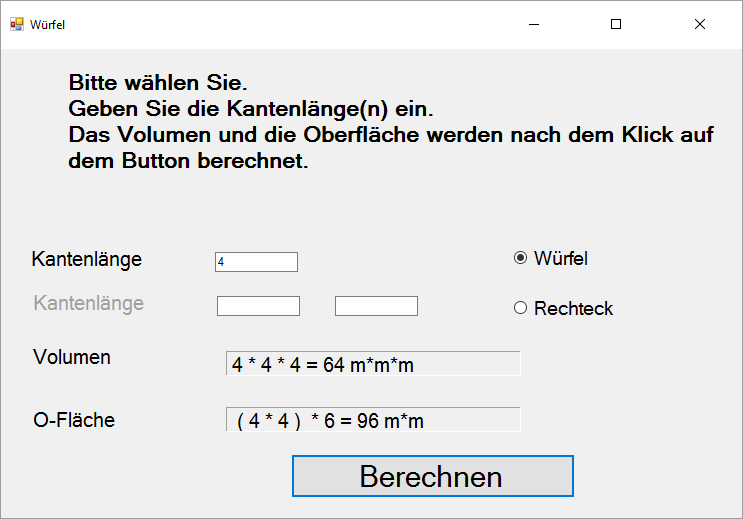 Würfel
Bitte wählen Sie.
Geben Sie die Kantenlänge(n) ein.
Das Volumen und die Oberfläche werden nach dem Klick auf
dem Button berechnet.
Kantenlänge 4 Würfel
Kantenlänge Rechteck
Volumen 4 * 4 * 4 = 64 m*m*m
O-Fläche ( 4 * 4 ) * 6 = 96 m*m
Berechnen